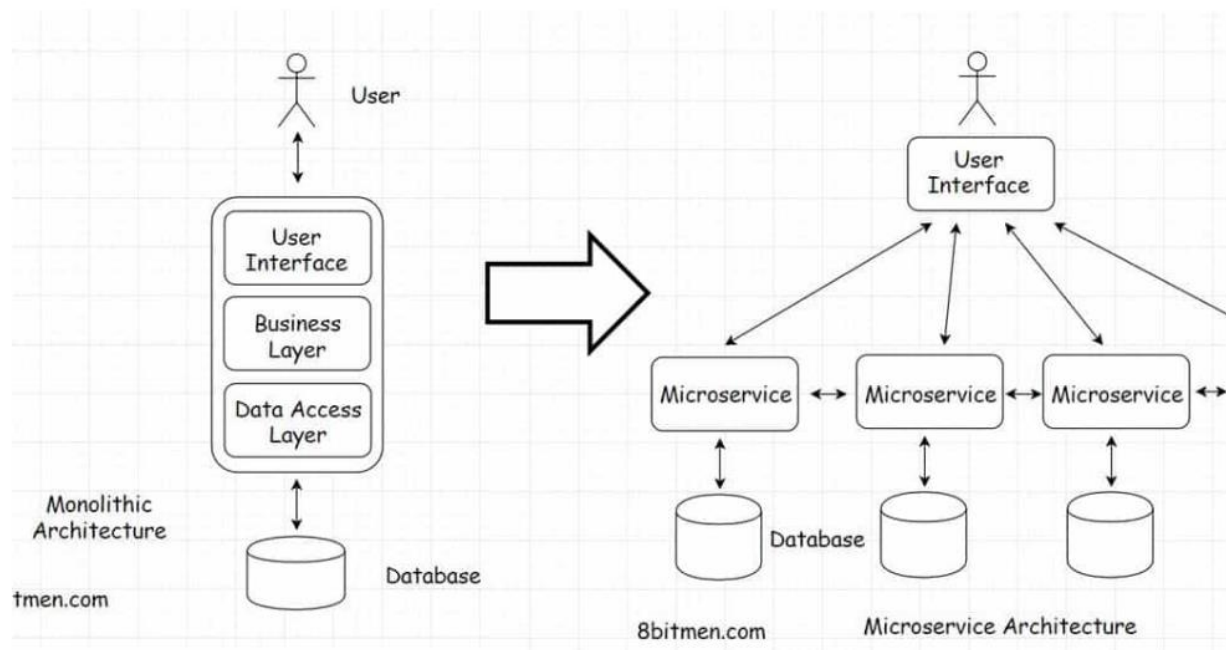 User
User
Interface
Business
Layer
Data Access
Layer
Monolithic
Architecture
Database
tmen.com
User
Interface
Microservice
Microservice
Microservice
Database
8bitmen.com
Microservice Architecture